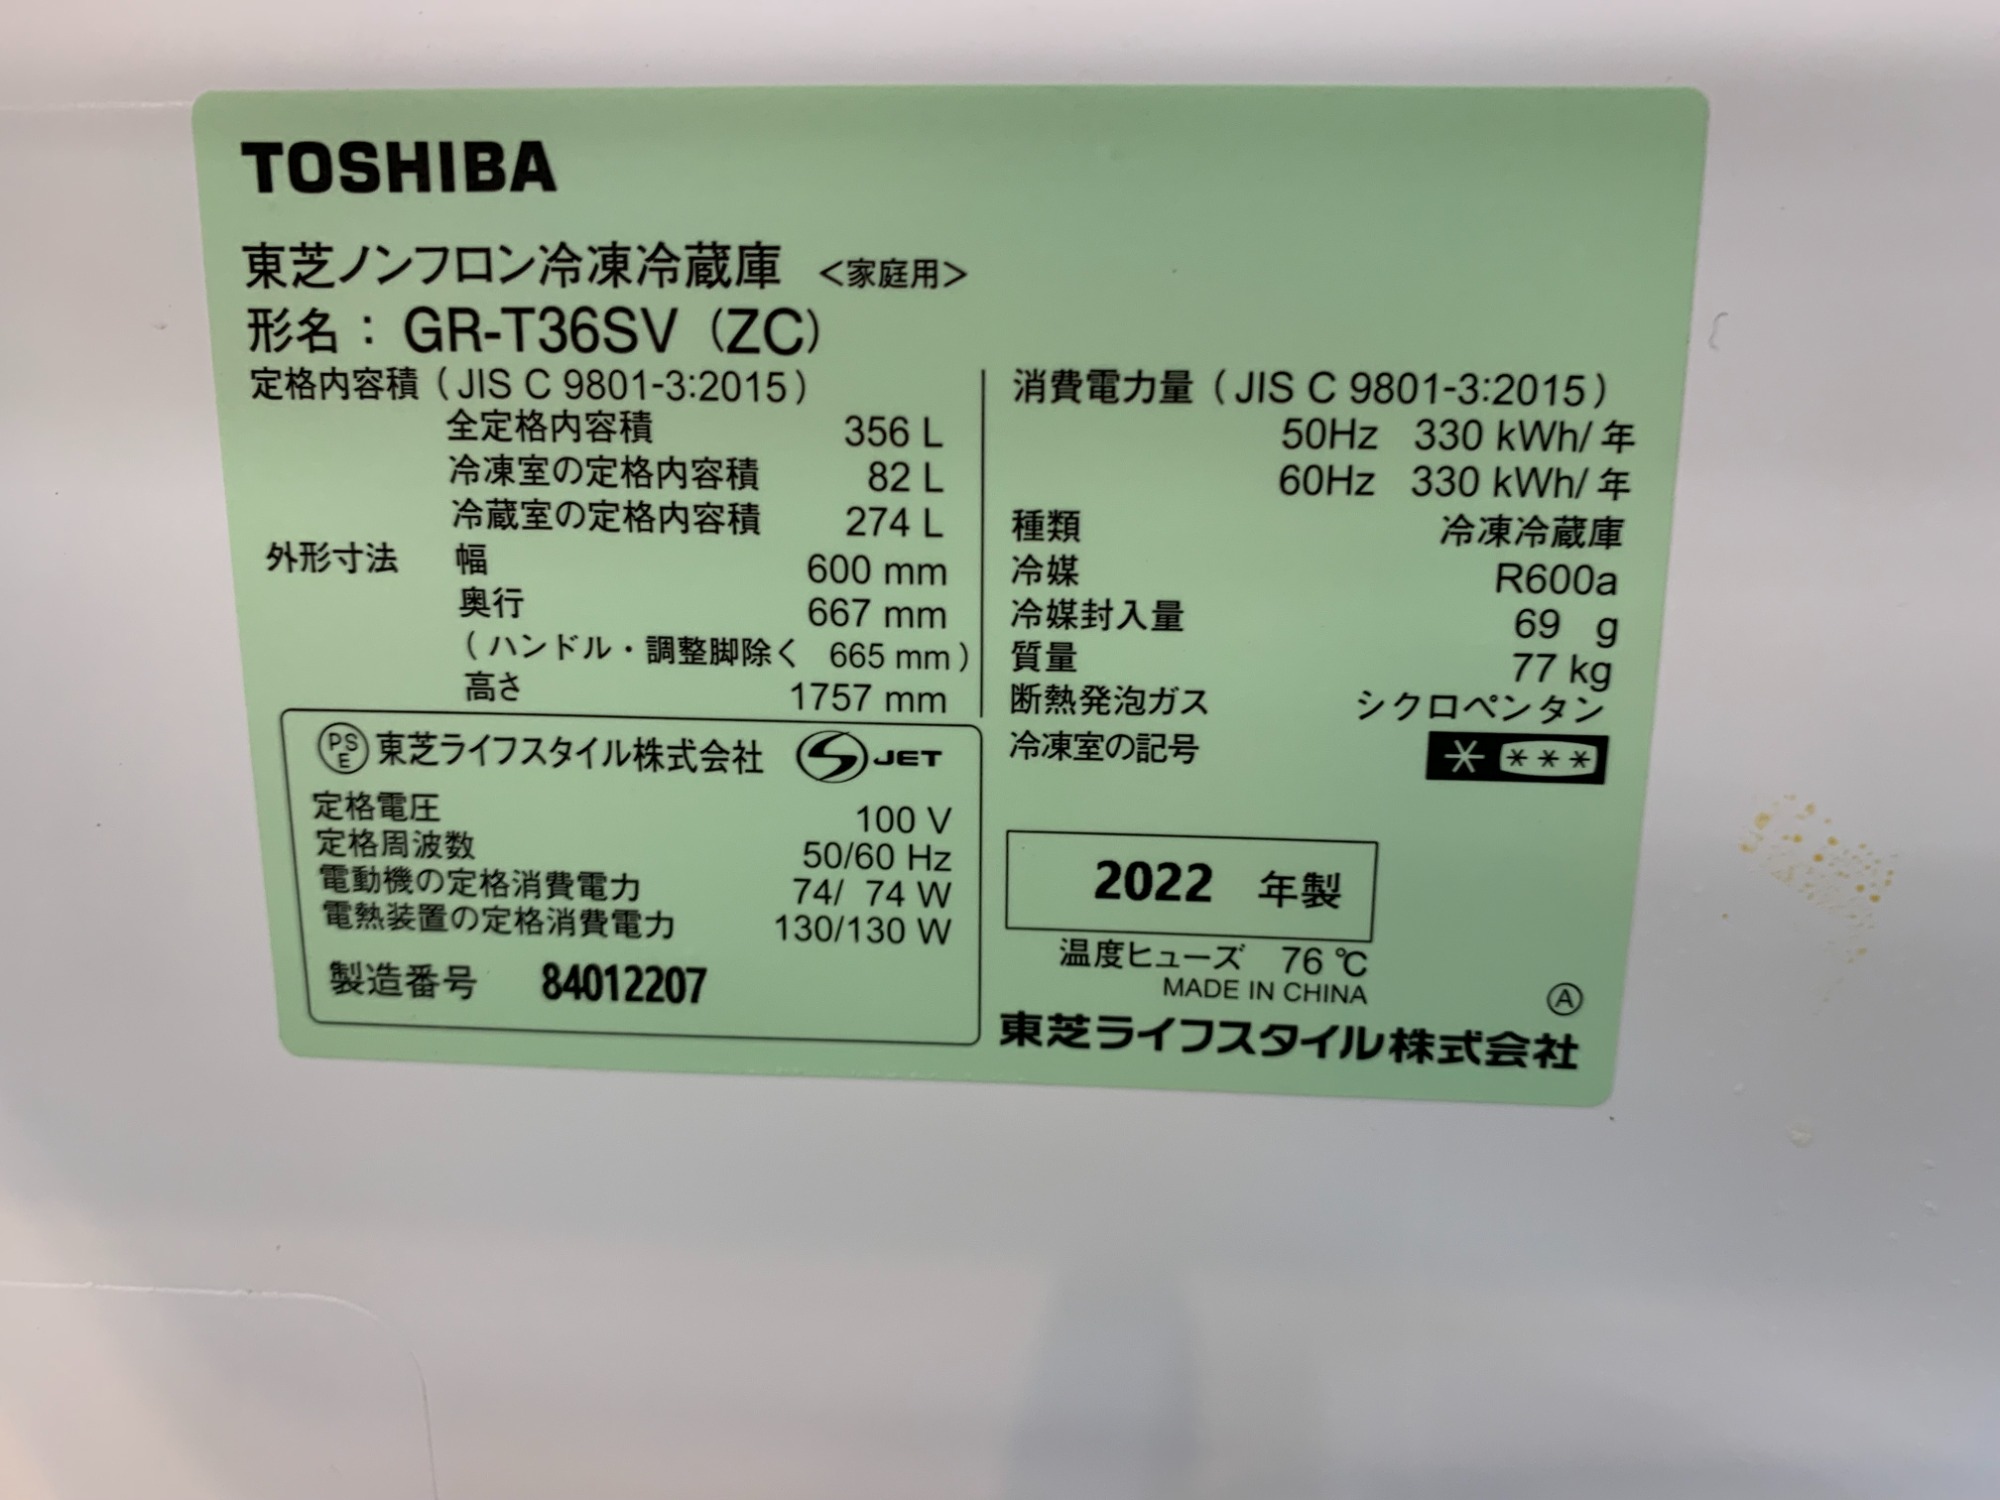 TOSHIBA
東芝ノンフロン冷凍冷蔵庫 <家庭用>
形名： GR-T36SV (ZC)
定格内容積 ( JIS C 9801-3:2015 )
全定格内容積 356 L
冷凍室の定格内容積 82 L
冷蔵室の定格内容積 274 L
外形寸法 幅 600 mm
奥行 667 mm
( ハンドル・調整脚除く 665 mm )
高さ 1757 mm
PSE 東芝ライフスタイル株式会社 S JET
定格電圧 100 V
定格周波数 50/60 Hz
電動機の定格消費電力 74/ 74 W
電熱装置の定格消費電力 130/130 W
製造番号 84012207
消費電力量 ( JIS C 9801-3:2015 )
50Hz 330 kWh/年
60Hz 330 kWh/年
種類 冷凍冷蔵庫
冷媒 R600a
冷媒封入量 69 g
質量 77 kg
断熱発泡ガス シクロペンタン
冷凍室の記号 * ***
2022 年製
温度ヒューズ 76 ℃
MADE IN CHINA
Ⓐ
東芝ライフスタイル株式会社